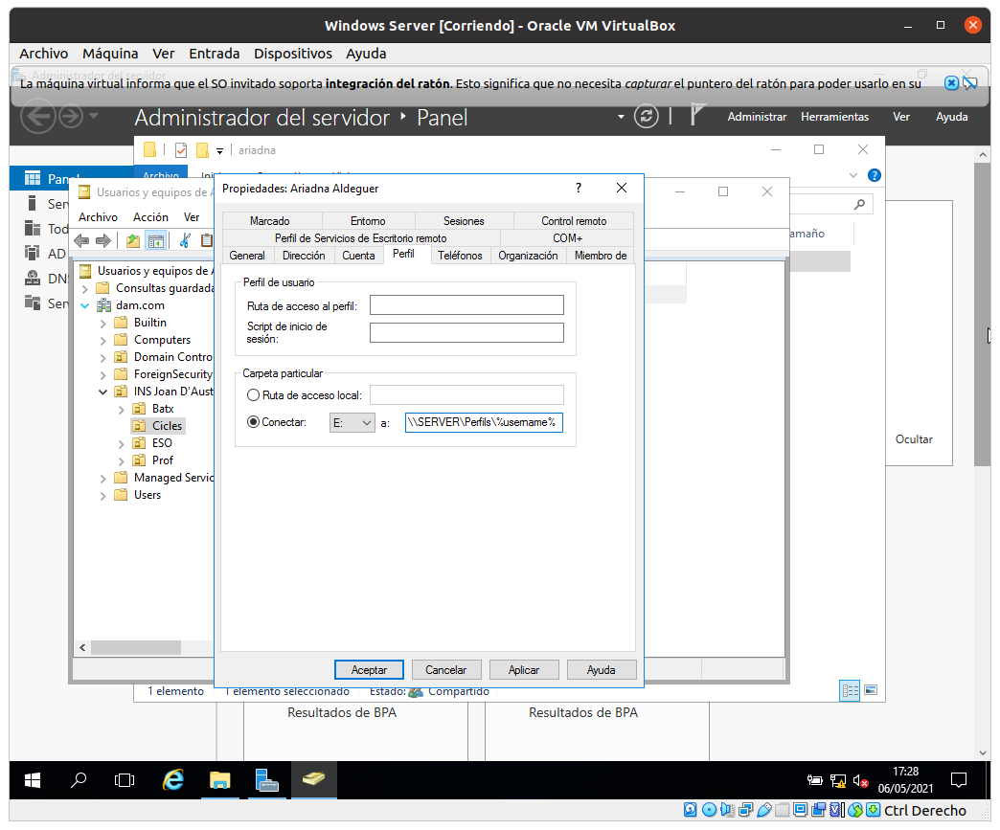 Windows Server [Corriendo] - Oracle VM VirtualBox
Archivo Máquina Ver Entrada Dispositivos Ayuda
Administrador del servidor
La máquina virtual informa que el SO invitado soporta integración del ratón. Esto significa que no necesita capturar el puntero del ratón para poder usarlo en su
Administrador del servidor Panel
Administrar Herramientas Ver Ayuda
ariadna
Archivo
Pan
Usuarios y equipos de A
Propiedades: Ariadna Aldeguer
?
Archivo Acción Ver
Marcado Entorno Sesiones Control remoto
Perfil de Servicios de Escritorio remoto COM+
General Dirección Cuenta Perfil Teléfonos Organización Miembro de
Serv
Tod
AD
DNS
Serv
amaño
Usuarios y equipos de A
Consultas guardada
dam.com
Builtin
Computers
Domain Contro
ForeignSecurity
INS Joan D'Aust
Batx
Cicles
ESO
Prof
Managed Servic
Users
Perfil de usuario
Ruta de acceso al perfil:
Script de inicio de
sesión:
Carpeta particular
Ruta de acceso local:
Conectar: E: a: \\SERVER\Perfils\%username%
Ocultar
Aceptar Cancelar Aplicar Ayuda
1 elemento 1 elemento seleccionado Estado: Compartido
Resultados de BPA Resultados de BPA
17:28
06/05/2021
Ctrl Derecho